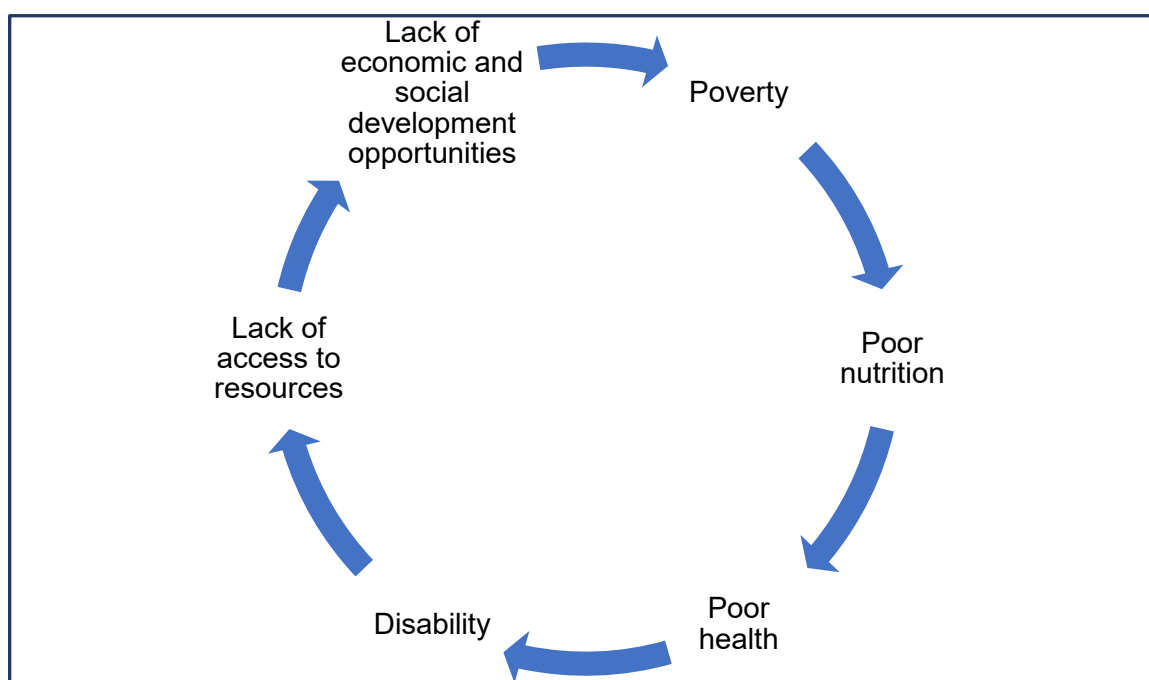 Lack of
economic and
social
development
opportunities
Poverty
Poor
nutrition
Poor
health
Disability
Lack of
access to
resources